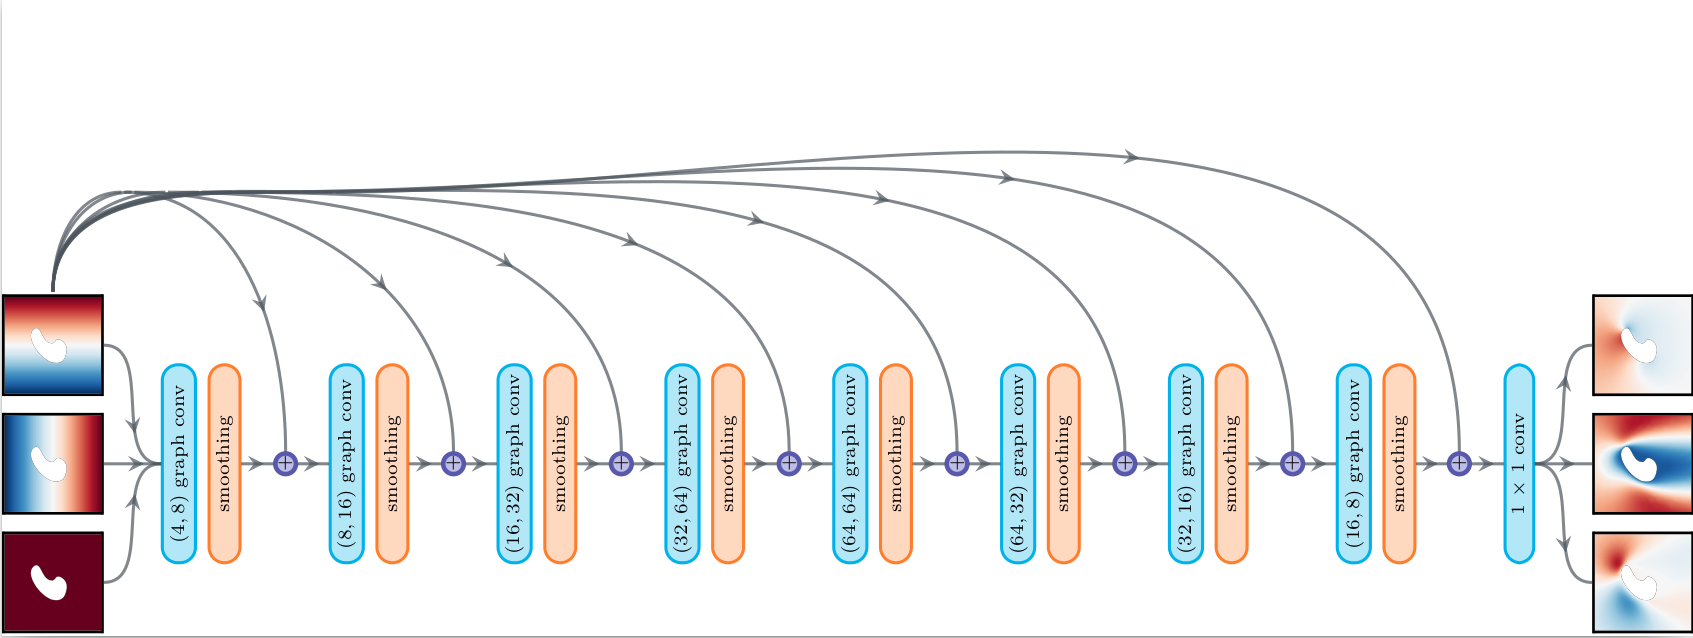 (4, 8) graph conv
smoothing
+
(8, 16) graph conv
smoothing
+
(16, 32) graph conv
smoothing
+
(32, 64) graph conv
smoothing
+
(64, 64) graph conv
smoothing
+
(64, 32) graph conv
smoothing
+
(32, 16) graph conv
smoothing
+
(16, 8) graph conv
smoothing
+
1 × 1 conv